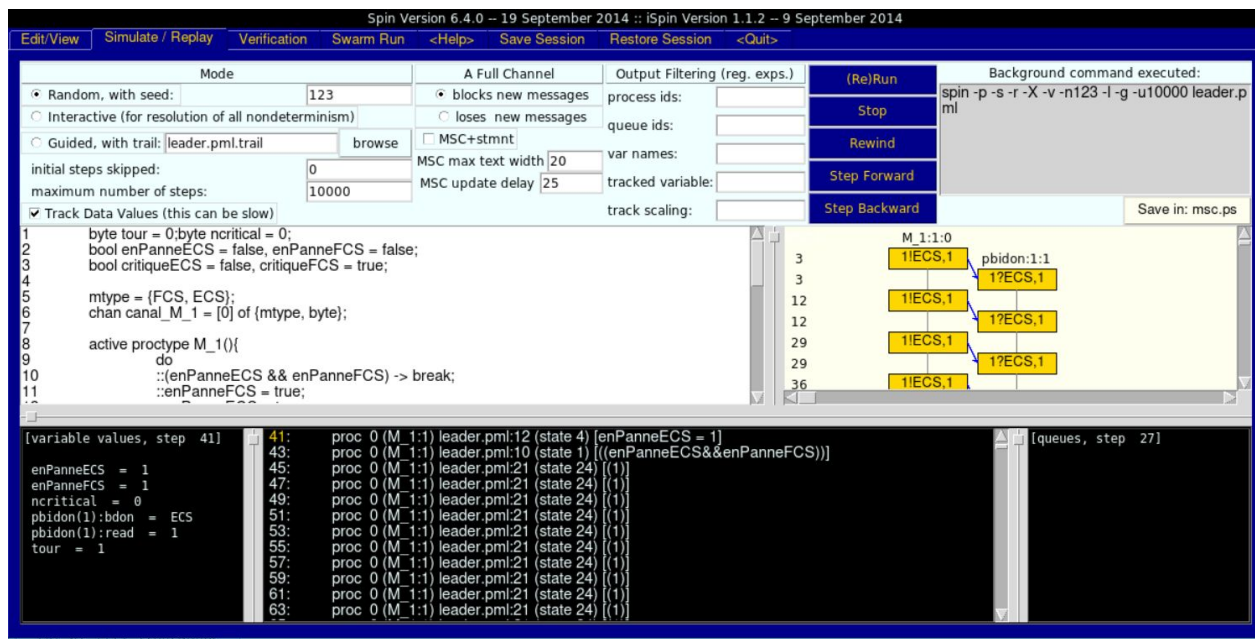 Spin Version 6.4.0 -- 19 September 2014 :: iSpin Version 1.1.2 -- 9 September 2014
Edit/View Simulate / Replay Verification Swarm Run <Help> Save Session Restore Session <Quit>
Mode
Random, with seed: 123
Interactive (for resolution of all nondeterminism)
Guided, with trail: leader.pml.trail browse
initial steps skipped: 0
maximum number of steps: 10000
Track Data Values (this can be slow)
A Full Channel
blocks new messages
loses new messages
MSC+stmnt
MSC max text width 20
MSC update delay 25
Output Filtering (reg. exps.)
process ids:
queue ids:
var names:
tracked variable:
track scaling:
(Re)Run
Stop
Rewind
Step Forward
Step Backward
Background command executed:
spin -p -s -r -X -v -n123 -l -g -u10000 leader.p
ml
Save in: msc.ps
1 byte tour = 0;byte ncritical = 0;
2 bool enPanneECS = false, enPanneFCS = false;
3 bool critiqueECS = false, critiqueFCS = true;
4
5 mtype = {FCS, ECS};
6 chan canal_M_1 = [0] of {mtype, byte};
7
8 active proctype M_1(){
9 do
10 ::(enPanneECS && enPanneFCS) -> break;
11 ::enPanneFCS = true;
M_1:1:0
3 1!ECS,1 pbidon:1:1
3 1?ECS,1
12 1!ECS,1
12 1?ECS,1
29 1!ECS,1
29 1?ECS,1
36 1!ECS,1
[variable values, step 41]
enPanneECS = 1
enPanneFCS = 1
ncritical = 0
pbidon(1):bdon = ECS
pbidon(1):read = 1
tour = 1
41: proc 0 (M_1:1) leader.pml:12 (state 4) [enPanneECS = 1]
43: proc 0 (M_1:1) leader.pml:10 (state 1) [((enPanneECS&&enPanneFCS))]
45: proc 0 (M_1:1) leader.pml:21 (state 24) [(1)]
47: proc 0 (M_1:1) leader.pml:21 (state 24) [(1)]
49: proc 0 (M_1:1) leader.pml:21 (state 24) [(1)]
51: proc 0 (M_1:1) leader.pml:21 (state 24) [(1)]
53: proc 0 (M_1:1) leader.pml:21 (state 24) [(1)]
55: proc 0 (M_1:1) leader.pml:21 (state 24) [(1)]
57: proc 0 (M_1:1) leader.pml:21 (state 24) [(1)]
59: proc 0 (M_1:1) leader.pml:21 (state 24) [(1)]
61: proc 0 (M_1:1) leader.pml:21 (state 24) [(1)]
63: proc 0 (M_1:1) leader.pml:21 (state 24) [(1)]
[queues, step 27]